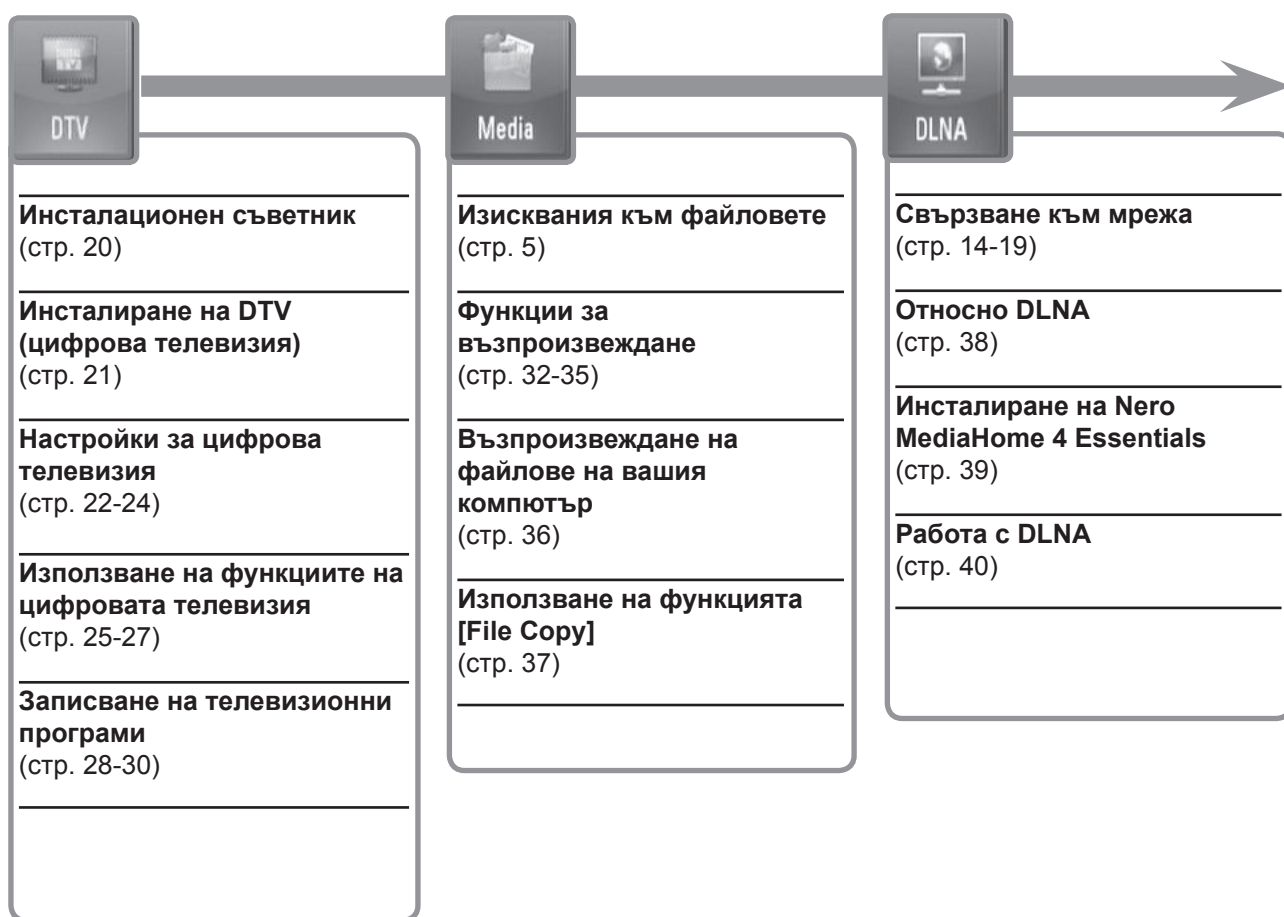 DTV
Инсталационен съветник
(стр. 20)
Инсталиране на DTV
(цифрова телевизия)
(стр. 21)
Настройки за цифрова
телевизия
(стр. 22-24)
Използване на функциите на
цифровата телевизия
(стр. 25-27)
Записване на телевизионни
програми
(стр. 28-30)
Media
Изисквания към файловете
(стр. 5)
Функции за
възпроизвеждане
(стр. 32-35)
Възпроизвеждане на
файлове на вашия
компютър
(стр. 36)
Използване на функцията
[File Copy]
(стр. 37)
DLNA
Свързване към мрежа
(стр. 14-19)
Относно DLNA
(стр. 38)
Инсталиране на Nero
MediaHome 4 Essentials
(стр. 39)
Работа с DLNA
(стр. 40)